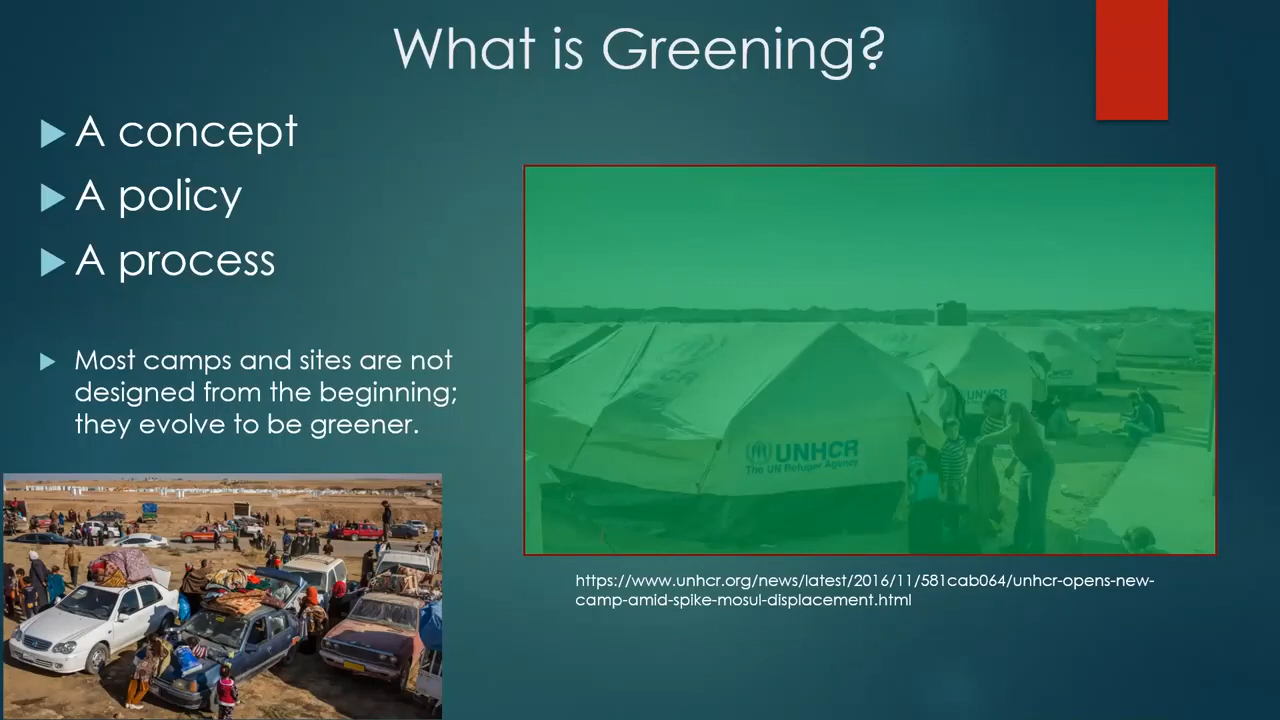 What is Greening?
A concept
A policy
A process
Most camps and sites are not
designed from the beginning;
they evolve to be greener.
UNHCR
The UN Refugee Agency
UNHCR
https://www.unhcr.org/news/latest/2016/11/581cab064/unhcr-opens-new-
camp-amid-spike-mosul-displacement.html